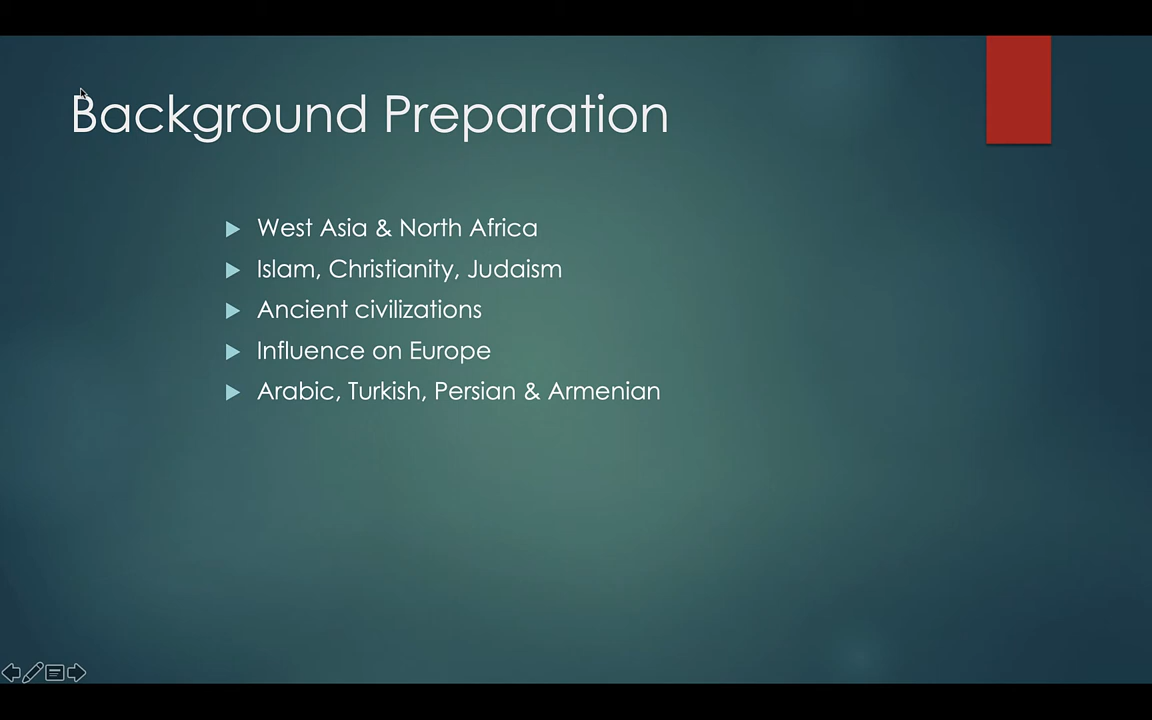 Background Preparation
West Asia & North Africa
Islam, Christianity, Judaism
Ancient civilizations
Influence on Europe
Arabic, Turkish, Persian & Armenian